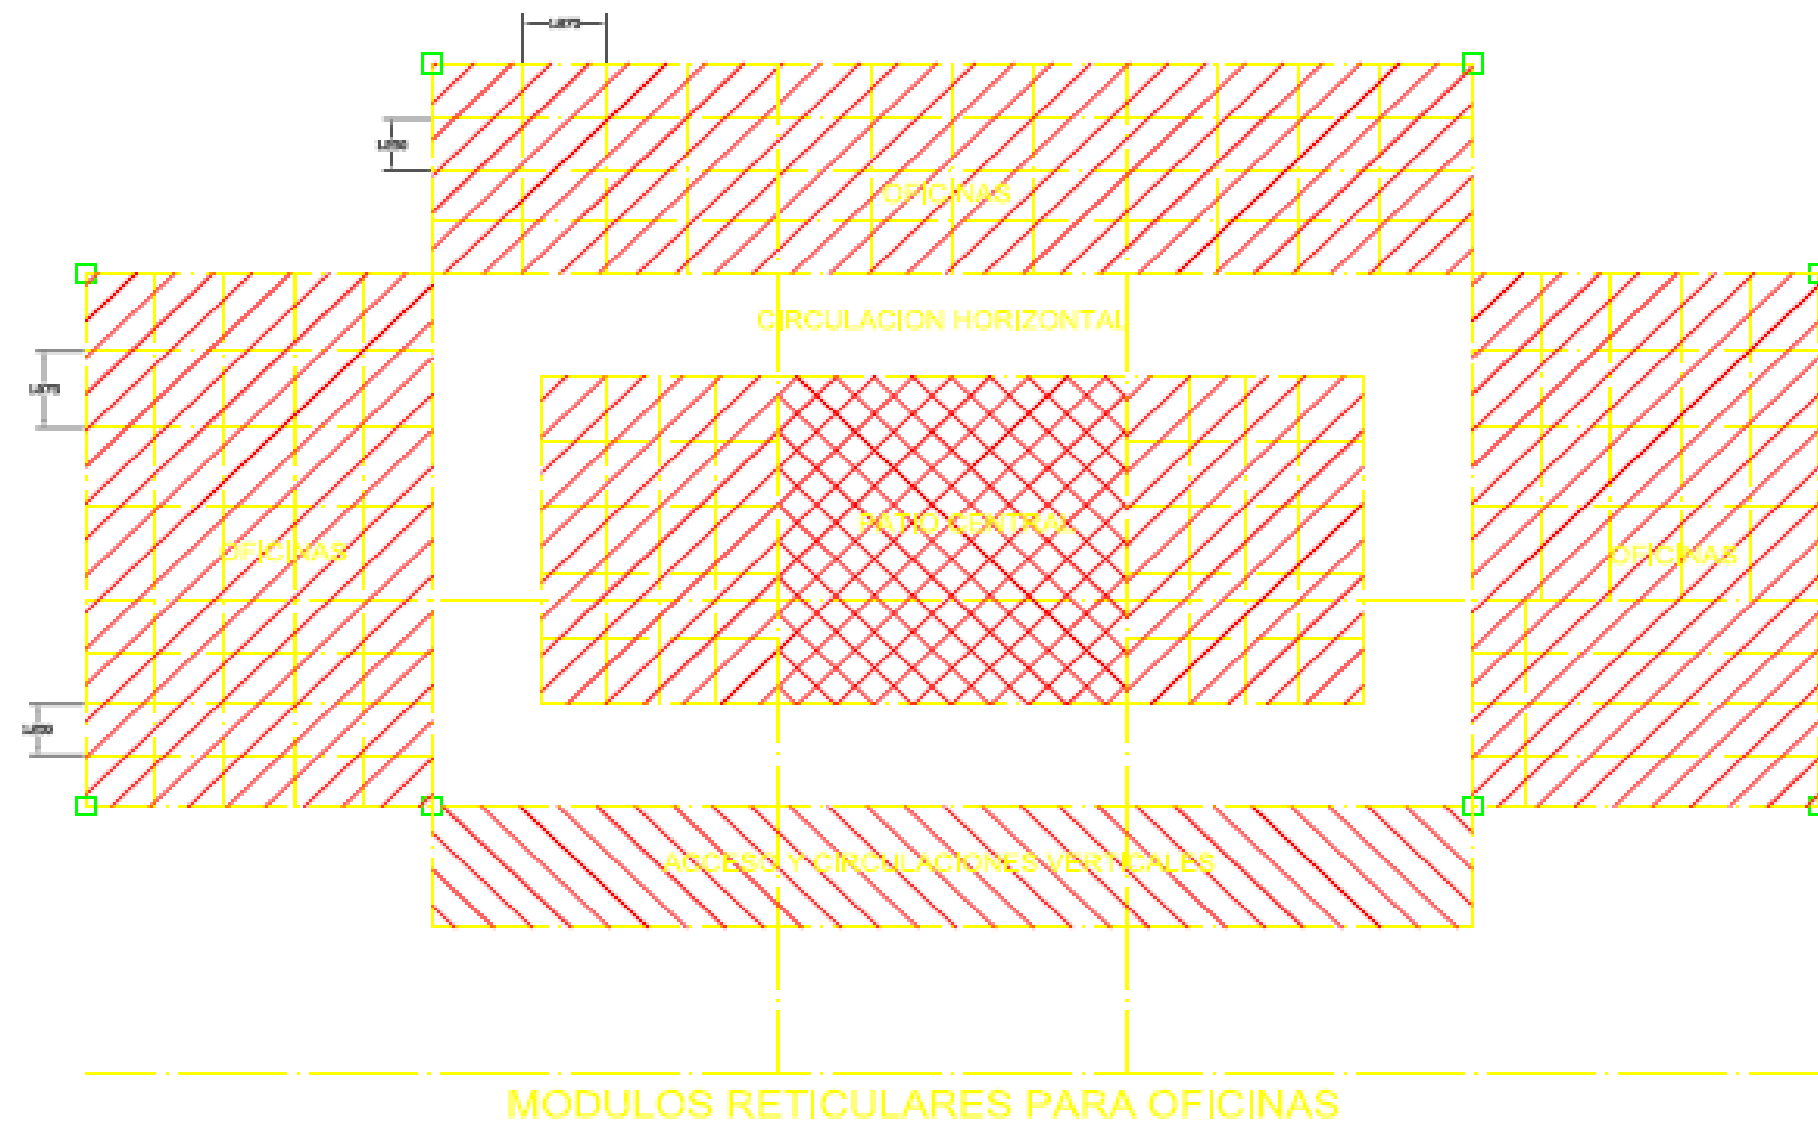 OFICINAS
CIRCULACION HORIZONTAL
PATIO CENTRAL
OFICINAS
OFICINAS
ACCESO Y CIRCULACIONES VERTICALES
MODULOS RETICULARES PARA OFICINAS